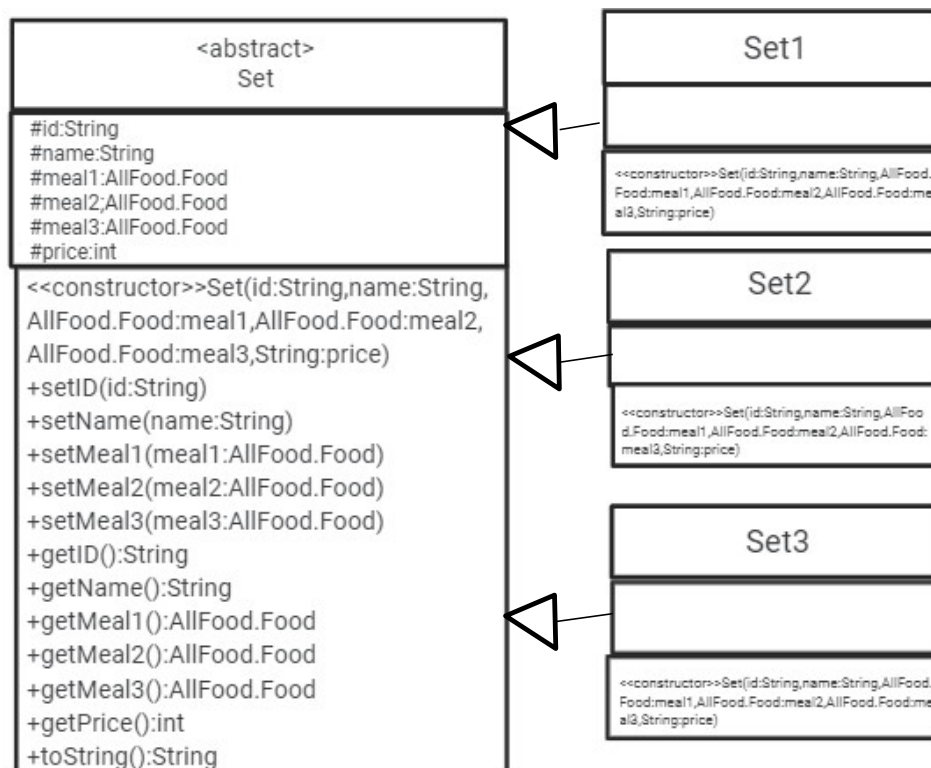 <abstract>
Set
#id:String
#name:String
#meal1:AllFood.Food
#meal2;AllFood.Food
#meal3:AllFood.Food
#price:int
<<constructor>>Set(id:String,name:String,
AllFood.Food:meal1,AllFood.Food:meal2,
AllFood.Food:meal3,String:price)
+setID(id:String)
+setName(name:String)
+setMeal1(meal1:AllFood.Food)
+setMeal2(meal2:AllFood.Food)
+setMeal3(meal3:AllFood.Food)
+getID():String
+getName():String
+getMeal1():AllFood.Food
+getMeal2():AllFood.Food
+getMeal3():AllFood.Food
+getPrice():int
+toString():String
Set1
<<constructor>>Set(id:String,name:String,AllFood.
Food:meal1,AllFood.Food:meal2,AllFood.Food:me
al3,String:price)
Set2
<<constructor>>Set(id:String,name:String,AllFoo
d.Food:meal1,AllFood.Food:meal2,AllFood.Food:
meal3,String:price)
Set3
<<constructor>>Set(id:String,name:String,AllFood.
Food:meal1,AllFood.Food:meal2,AllFood.Food:me
al3,String:price)